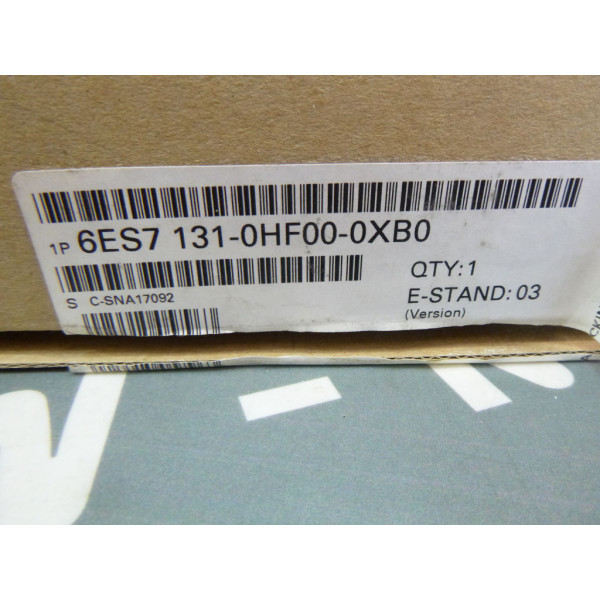 1P 6ES7 131-0HF00-0XB0
S C-SNA17092
QTY: 1
E-STAND: 03
(Version)